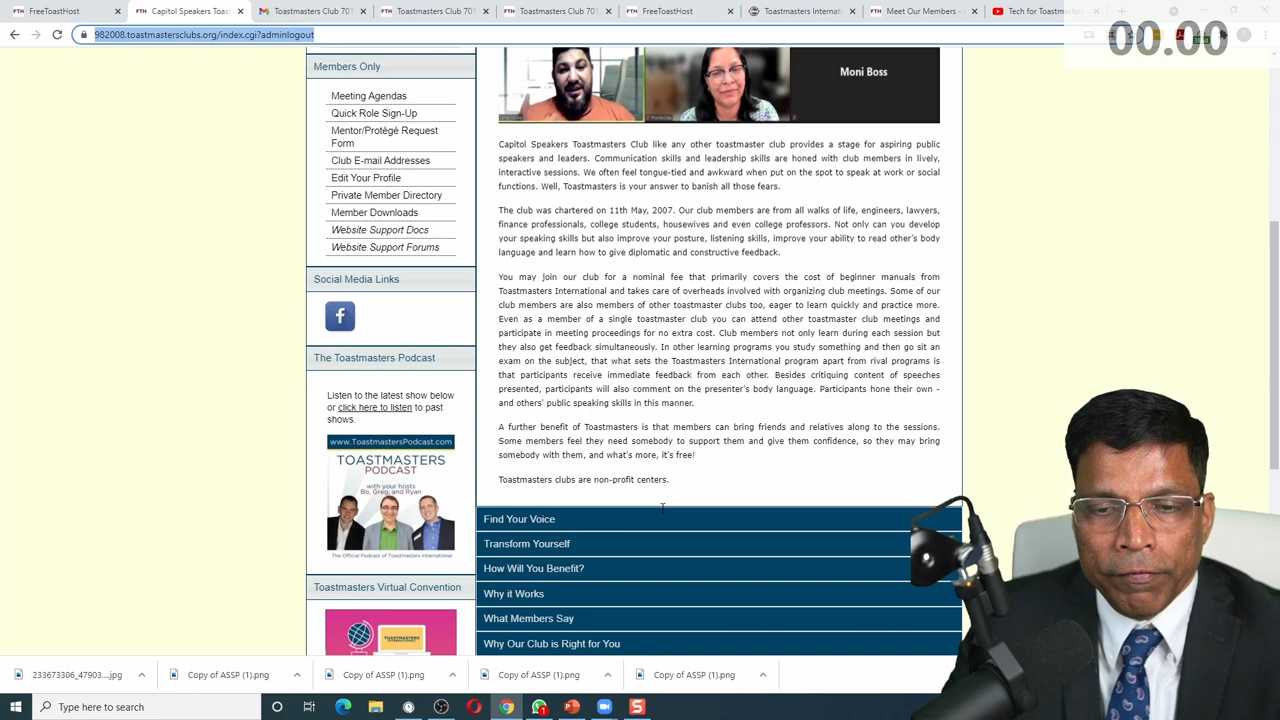 FreeToastHost
Capitol Speakers Toastmasters
Toastmasters Club 701
Toastmasters Club 701
Toastmasters Club 701
FreeToastHost
Toastmasters Interna
Meet Our Members -
Tech for Toastmasters
982008.toastmastersclubs.org/index.cgi?adminlogout
00.00
Members Only
Meeting Agendas
Quick Role Sign-Up
Mentor/Protégé Request
Form
Club E-mail Addresses
Edit Your Profile
Private Member Directory
Member Downloads
Website Support Docs
Website Support Forums
Social Media Links
The Toastmasters Podcast
Listen to the latest show below
or click here to listen to past
shows.
www.ToastmastersPodcast.com
TOASTMASTERS
PODCAST
with your hosts
Bo, Greg, and Ryan
The Official Podcast of Toastmasters International
Toastmasters Virtual Convention
Moni Boss
Capitol Speakers Toastmasters Club like any other toastmaster club provides a stage for aspiring public
speakers and leaders. Communication skills and leadership skills are honed with club members in lively,
interactive sessions. We often feel tongue-tied and awkward when put on the spot to speak at work or social
functions. Well, Toastmasters is your answer to banish all those fears.
The club was chartered on 11th May, 2007. Our club members are from all walks of life, engineers, lawyers,
finance professionals, college students, housewives and even college professors. Not only can you develop
your speaking skills but also improve your posture, listening skills, improve your ability to read other's body
language and learn how to give diplomatic and constructive feedback.
You may join our club for a nominal fee that primarily covers the cost of beginner manuals from
Toastmasters International and takes care of overheads involved with organizing club meetings. Some of our
club members are also members of other toastmaster clubs too, eager to learn quickly and practice more.
Even as a member of a single toastmaster club you can attend other toastmaster club meetings and
participate in meeting proceedings for no extra cost. Club members not only learn during each session but
they also get feedback simultaneously. In other learning programs you study something and then go sit an
exam on the subject, that what sets the Toastmasters International program apart from rival programs is
that participants receive immediate feedback from each other. Besides critiquing content of speeches
presented, participants will also comment on the presenter's body language. Participants hone their own -
and others' public speaking skills in this manner.
A further benefit of Toastmasters is that members can bring friends and relatives along to the sessions.
Some members feel they need somebody to support them and give them confidence, so they may bring
somebody with them, and what's more, it's free!
Toastmasters clubs are non-profit centers.
Find Your Voice
Transform Yourself
How Will You Benefit?
Why it Works
What Members Say
Why Our Club is Right for You
233673306_47903....jpg
Copy of ASSP (1).png
Copy of ASSP (1).png
Copy of ASSP (1).png
Copy of ASSP (1).png
Type here to search